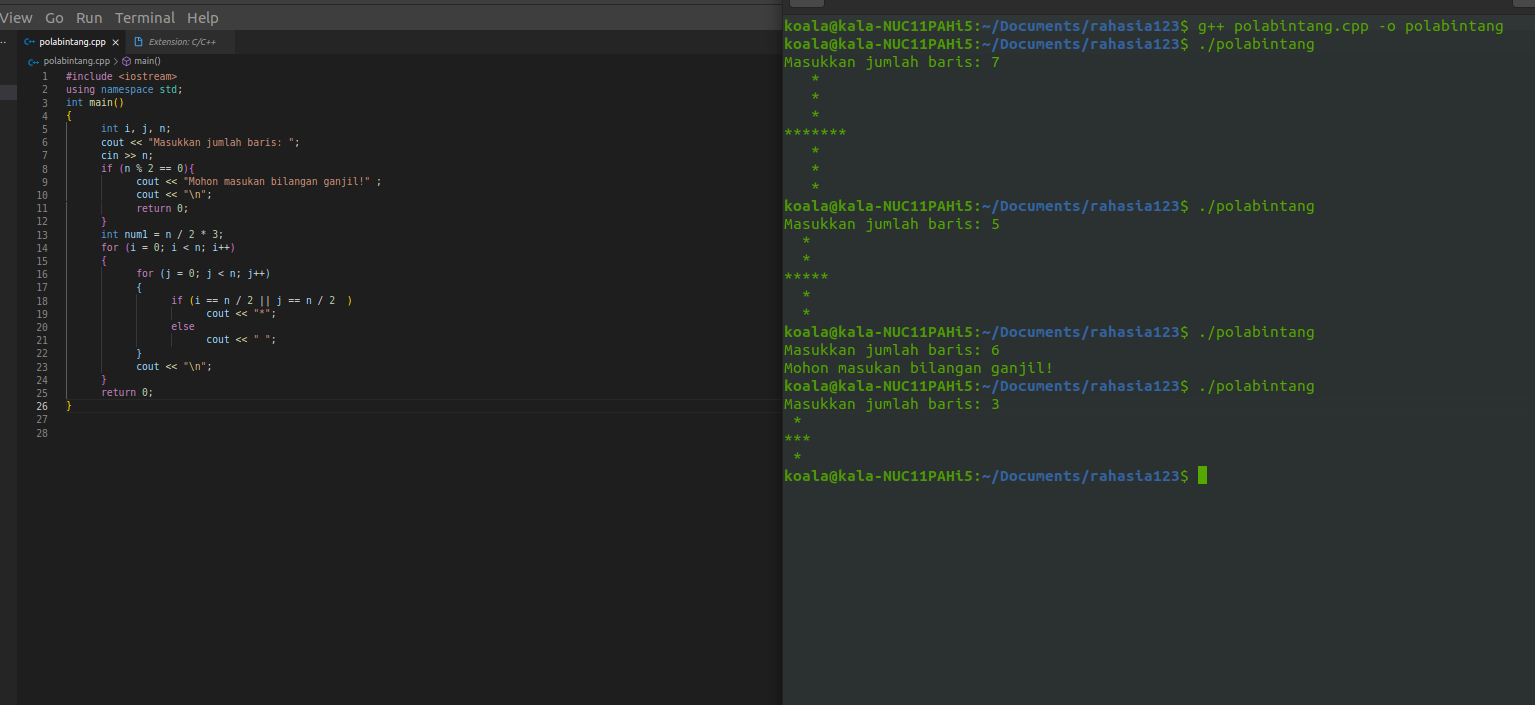 View Go Run Terminal Help
polabintang.cpp × Extension: C/C++
polabintang.cpp > main()
1 #include <iostream>
2 using namespace std;
3 int main()
4 {
5 int i, j, n;
6 cout << "Masukkan jumlah baris: ";
7 cin >> n;
8 if (n % 2 == 0){
9 cout << "Mohon masukan bilangan ganjil!" ;
10 cout << "\n";
11 return 0;
12 }
13 int num1 = n / 2 * 3;
14 for (i = 0; i < n; i++)
15 {
16 for (j = 0; j < n; j++)
17 {
18 if (i == n / 2 || j == n / 2  )
19 cout << "*";
20 else
21 cout << " ";
22 }
23 cout << "\n";
24 }
25 return 0;
26 }
27
28
koala@kala-NUC11PAHi5:~/Documents/rahasia123$ g++ polabintang.cpp -o polabintang
koala@kala-NUC11PAHi5:~/Documents/rahasia123$ ./polabintang
Masukkan jumlah baris: 7
   *
   *
   *
*******
   *
   *
   *
koala@kala-NUC11PAHi5:~/Documents/rahasia123$ ./polabintang
Masukkan jumlah baris: 5
  *
  *
*****
  *
  *
koala@kala-NUC11PAHi5:~/Documents/rahasia123$ ./polabintang
Masukkan jumlah baris: 6
Mohon masukan bilangan ganjil!
koala@kala-NUC11PAHi5:~/Documents/rahasia123$ ./polabintang
Masukkan jumlah baris: 3
 *
***
 *
koala@kala-NUC11PAHi5:~/Documents/rahasia123$